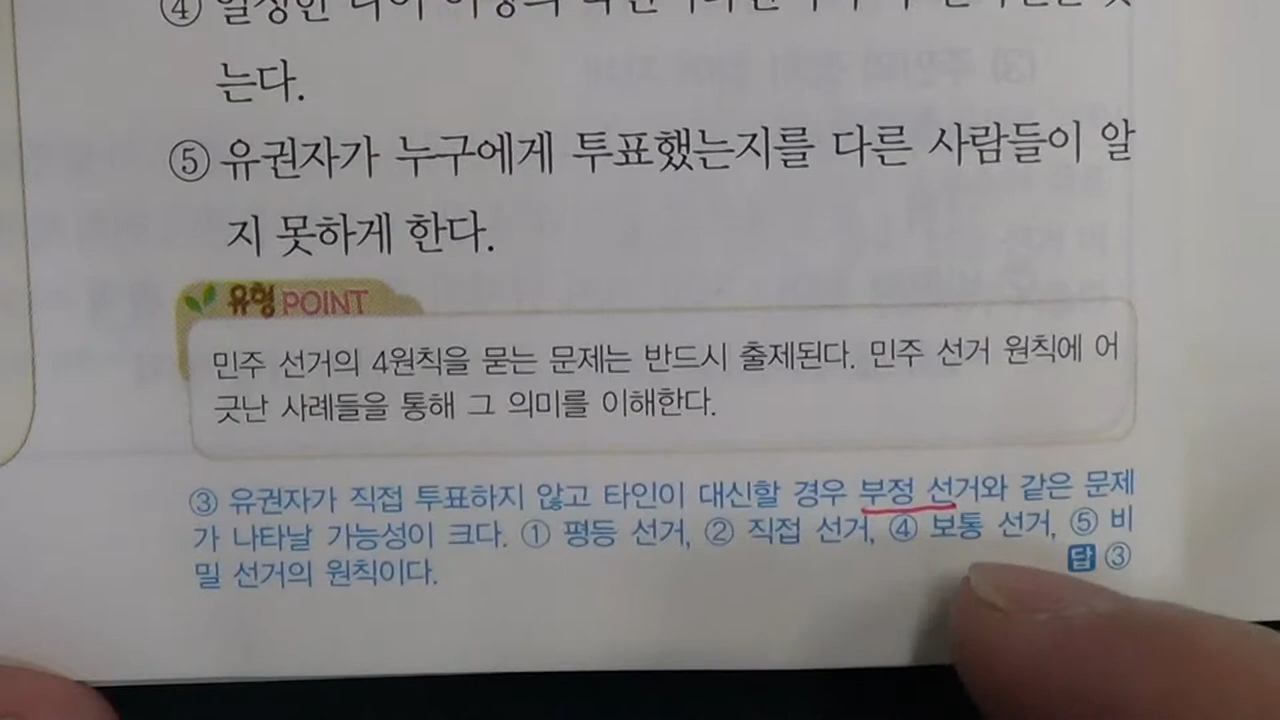 ④
는다.
⑤ 유권자가 누구에게 투표했는지를 다른 사람들이 알
지 못하게 한다.
유형 POINT
민주 선거의 4원칙을 묻는 문제는 반드시 출제된다. 민주 선거 원칙에 어
긋난 사례들을 통해 그 의미를 이해한다.
③ 유권자가 직접 투표하지 않고 타인이 대신할 경우 부정 선거와 같은 문제
가 나타날 가능성이 크다. ① 평등 선거, ② 직접 선거, ④ 보통 선거, ⑤ 비
밀 선거의 원칙이다.
답 ③